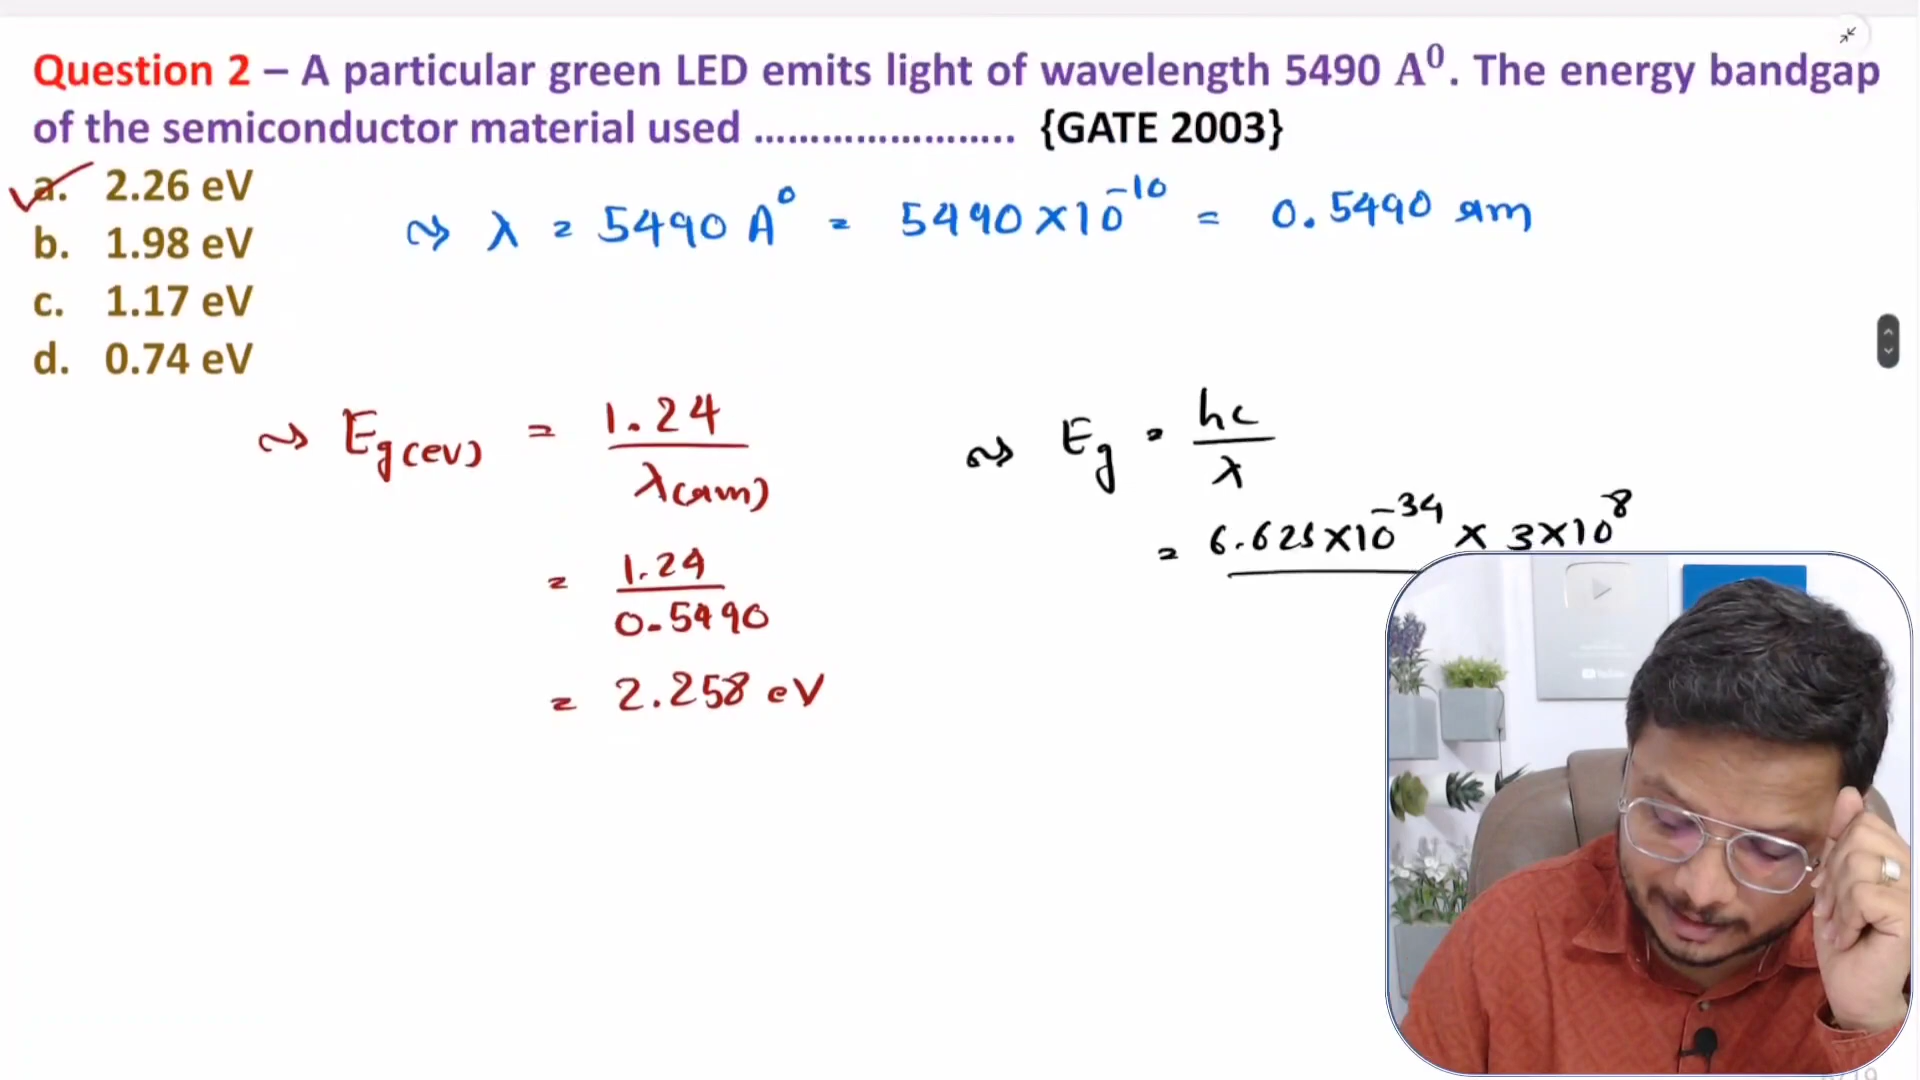 Question 2 – A particular green LED emits light of wavelength 5490 A⁰. The energy bandgap
of the semiconductor material used ...................... {GATE 2003}
a. 2.26 eV
b. 1.98 eV
c. 1.17 eV
d. 0.74 eV
λ = 5490 A⁰ = 5490 × 10⁻¹⁰ = 0.5490 μm
Eg(ev) = 1.24 / λ(μm)
= 1.24 / 0.5490
= 2.258 eV
Eg = hc / λ
= 6.625×10⁻³⁴ × 3×10⁸
YouTube